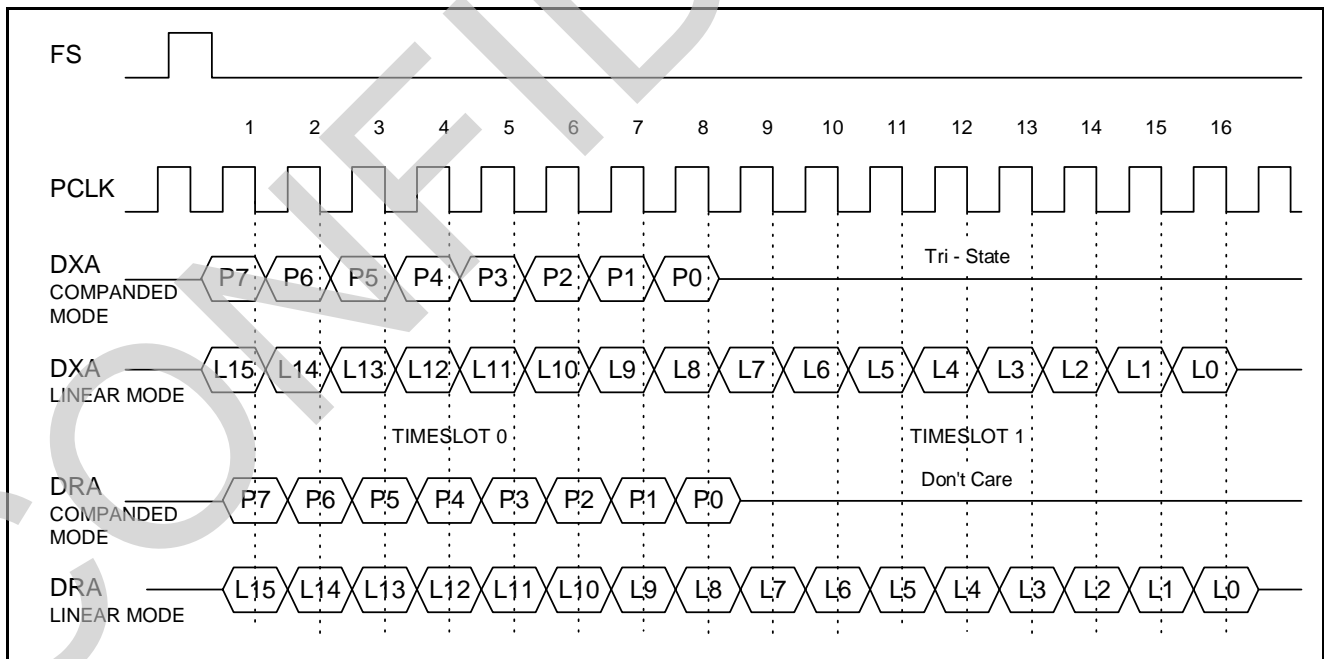 FS
1 2 3 4 5 6 7 8 9 10 11 12 13 14 15 16
PCLK
DXA
COMPANDED
MODE
P7 P6 P5 P4 P3 P2 P1 P0
Tri - State
DXA
LINEAR MODE
L15 L14 L13 L12 L11 L10 L9 L8 L7 L6 L5 L4 L3 L2 L1 L0
TIMESLOT 0 TIMESLOT 1
DRA
COMPANDED
MODE
P7 P6 P5 P4 P3 P2 P1 P0
Don't Care
DRA
LINEAR MODE
L15 L14 L13 L12 L11 L10 L9 L8 L7 L6 L5 L4 L3 L2 L1 L0
CONFID